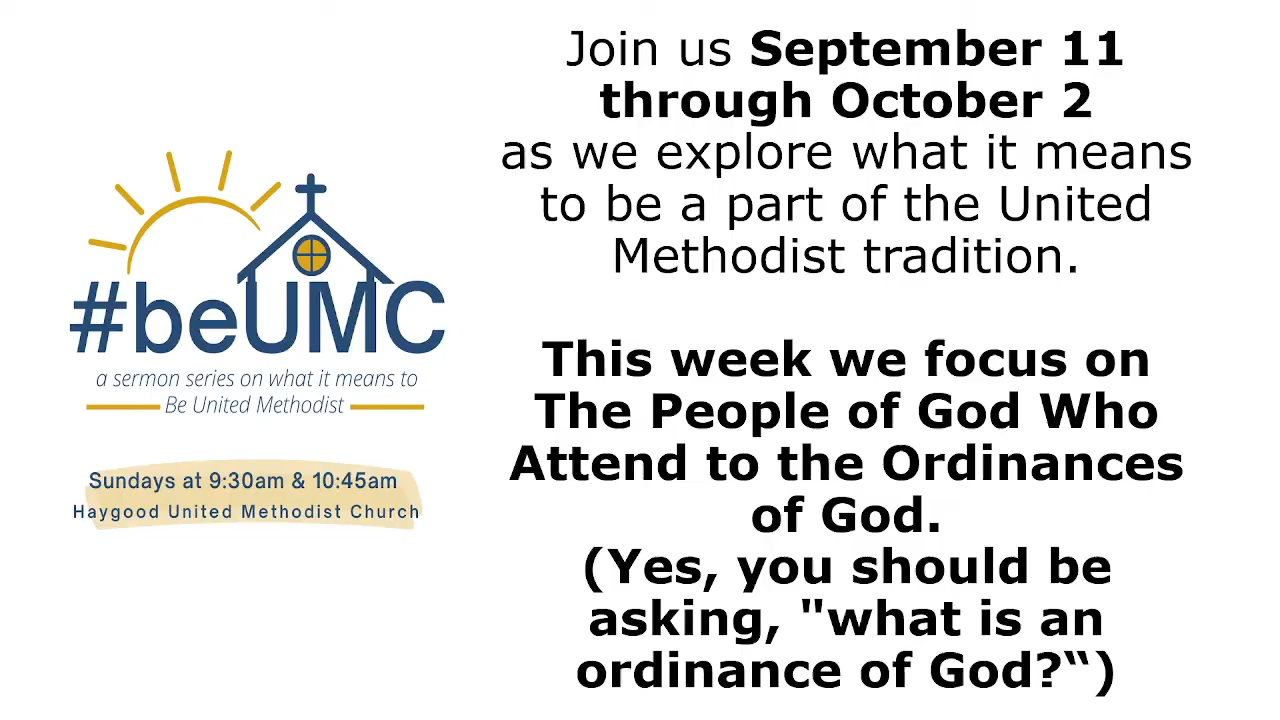 #beUMC
a sermon series on what it means to
Be United Methodist
Sundays at 9:30am & 10:45am
Haygood United Methodist Church
Join us September 11
through October 2
as we explore what it means
to be a part of the United
Methodist tradition.
This week we focus on
The People of God Who
Attend to the Ordinances
of God.
(Yes, you should be
asking, "what is an
ordinance of God?“)